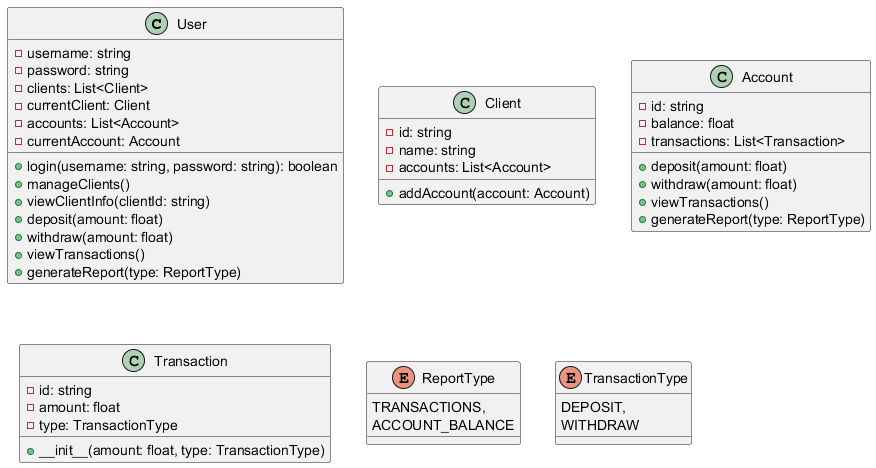 C User
username: string
password: string
clients: List<Client>
currentClient: Client
accounts: List<Account>
currentAccount: Account
login(username: string, password: string): boolean
manageClients()
viewClientInfo(clientId: string)
deposit(amount: float)
withdraw(amount: float)
viewTransactions()
generateReport(type: ReportType)
C Client
id: string
name: string
accounts: List<Account>
addAccount(account: Account)
C Account
id: string
balance: float
transactions: List<Transaction>
deposit(amount: float)
withdraw(amount: float)
viewTransactions()
generateReport(type: ReportType)
C Transaction
id: string
amount: float
type: TransactionType
__init__(amount: float, type: TransactionType)
E ReportType
TRANSACTIONS,
ACCOUNT_BALANCE
E TransactionType
DEPOSIT,
WITHDRAW